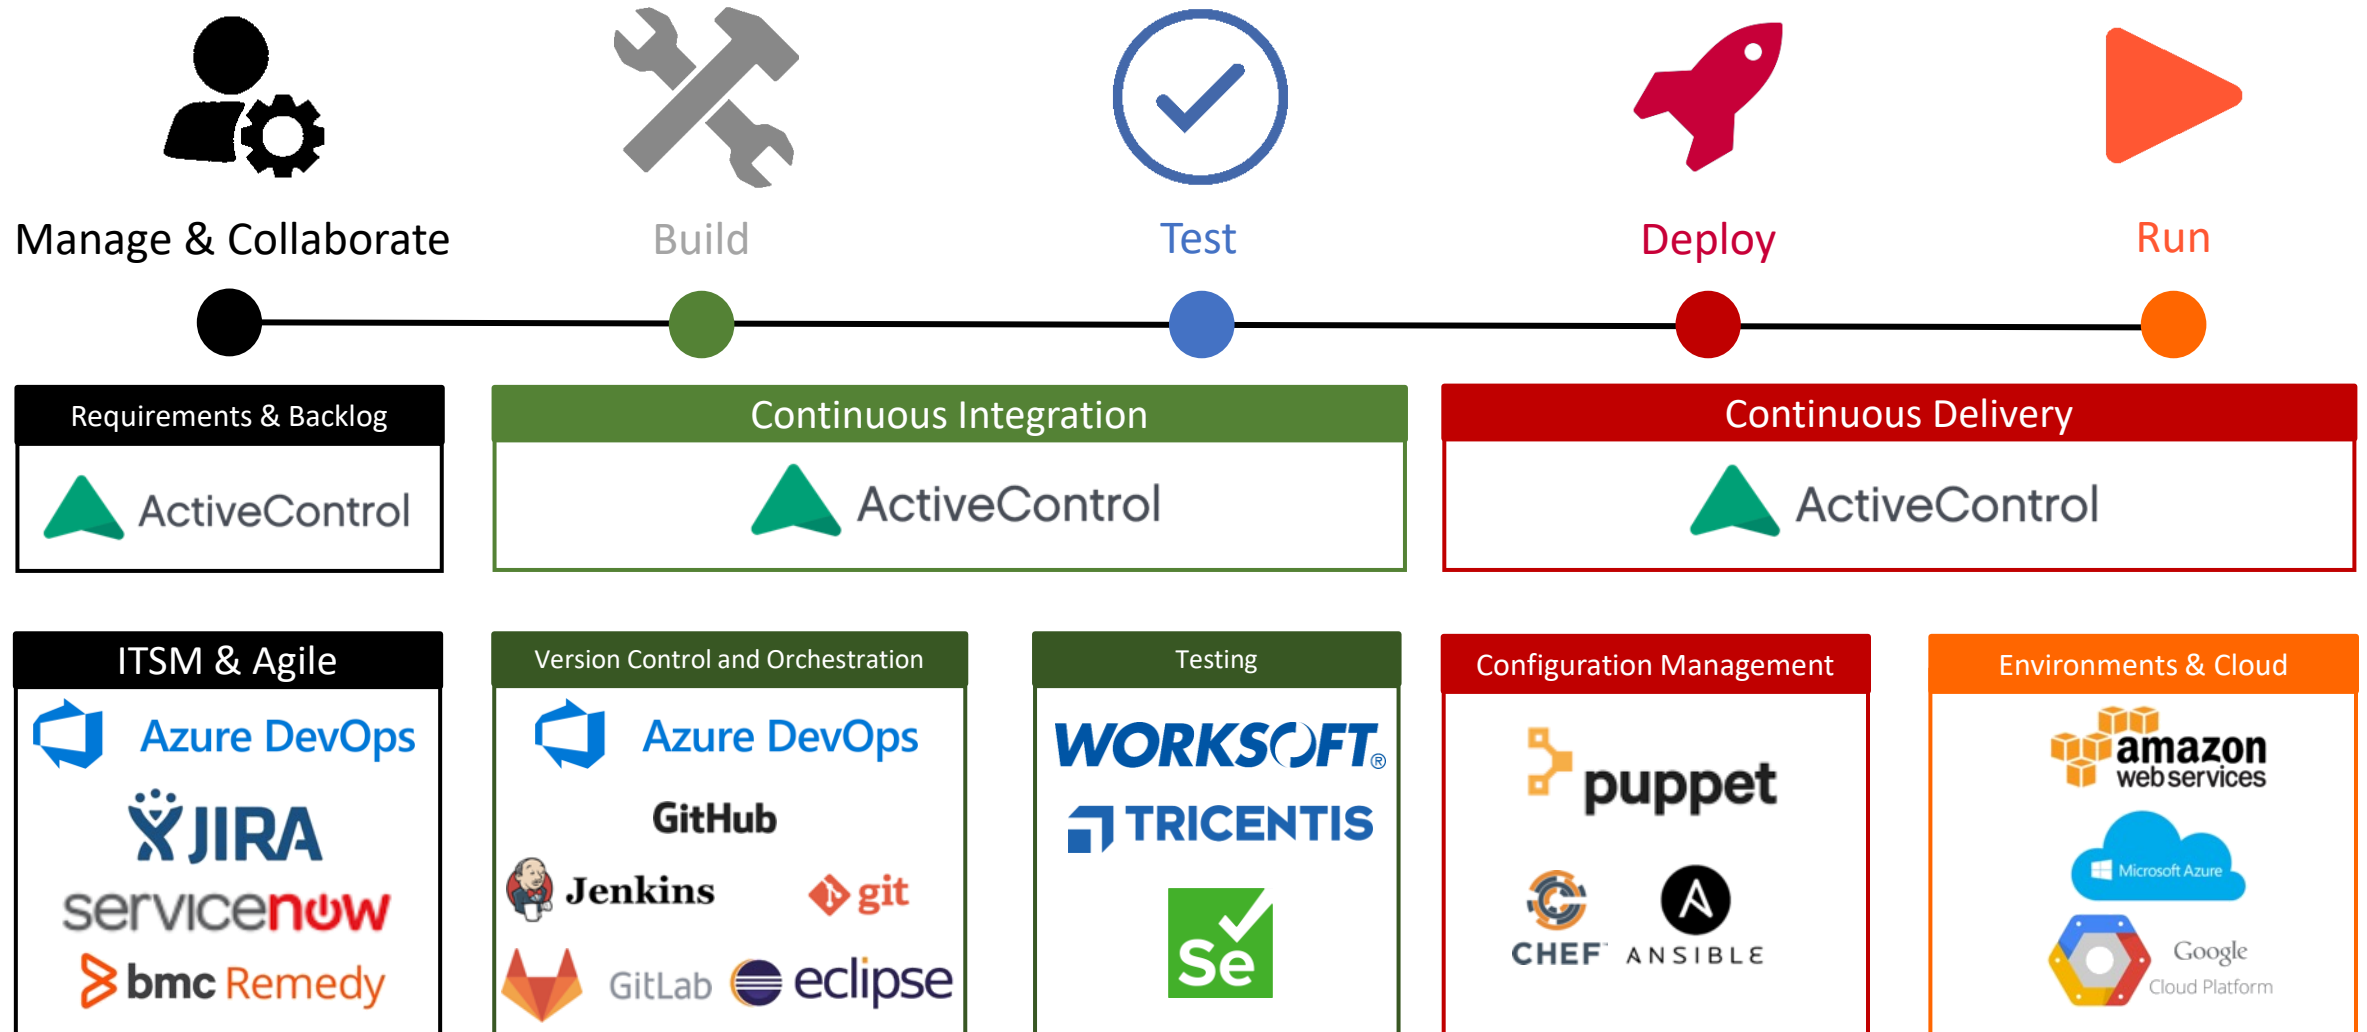 Manage & Collaborate
Build
Test
Deploy
Run
Requirements & Backlog
Continuous Integration
Continuous Delivery
ActiveControl
ActiveControl
ActiveControl
ITSM & Agile
Azure DevOps
JIRA
servicenow
bmc Remedy
Version Control and Orchestration
Azure DevOps
GitHub
Jenkins
git
GitLab
eclipse
Testing
WORKSOFT®
TRICENTIS
Se
Configuration Management
puppet
CHEF™
A
ANSIBLE
Environments & Cloud
amazon
web services
Microsoft Azure
Google
Cloud Platform